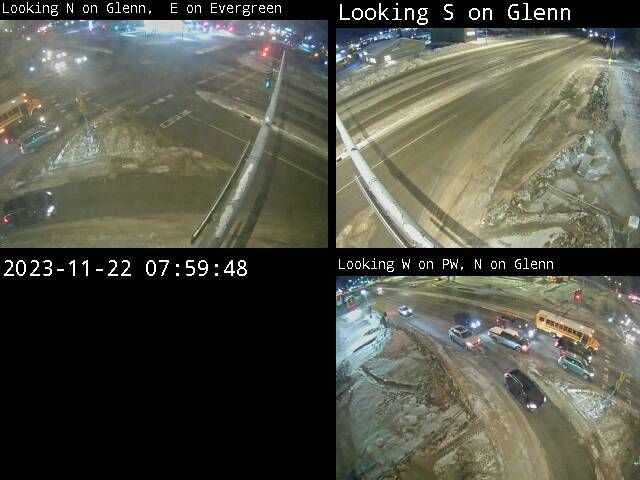 Looking N on Glenn,  E on Evergreen
Looking S on Glenn
2023-11-22 07:59:48
Looking W on PW, N on Glenn